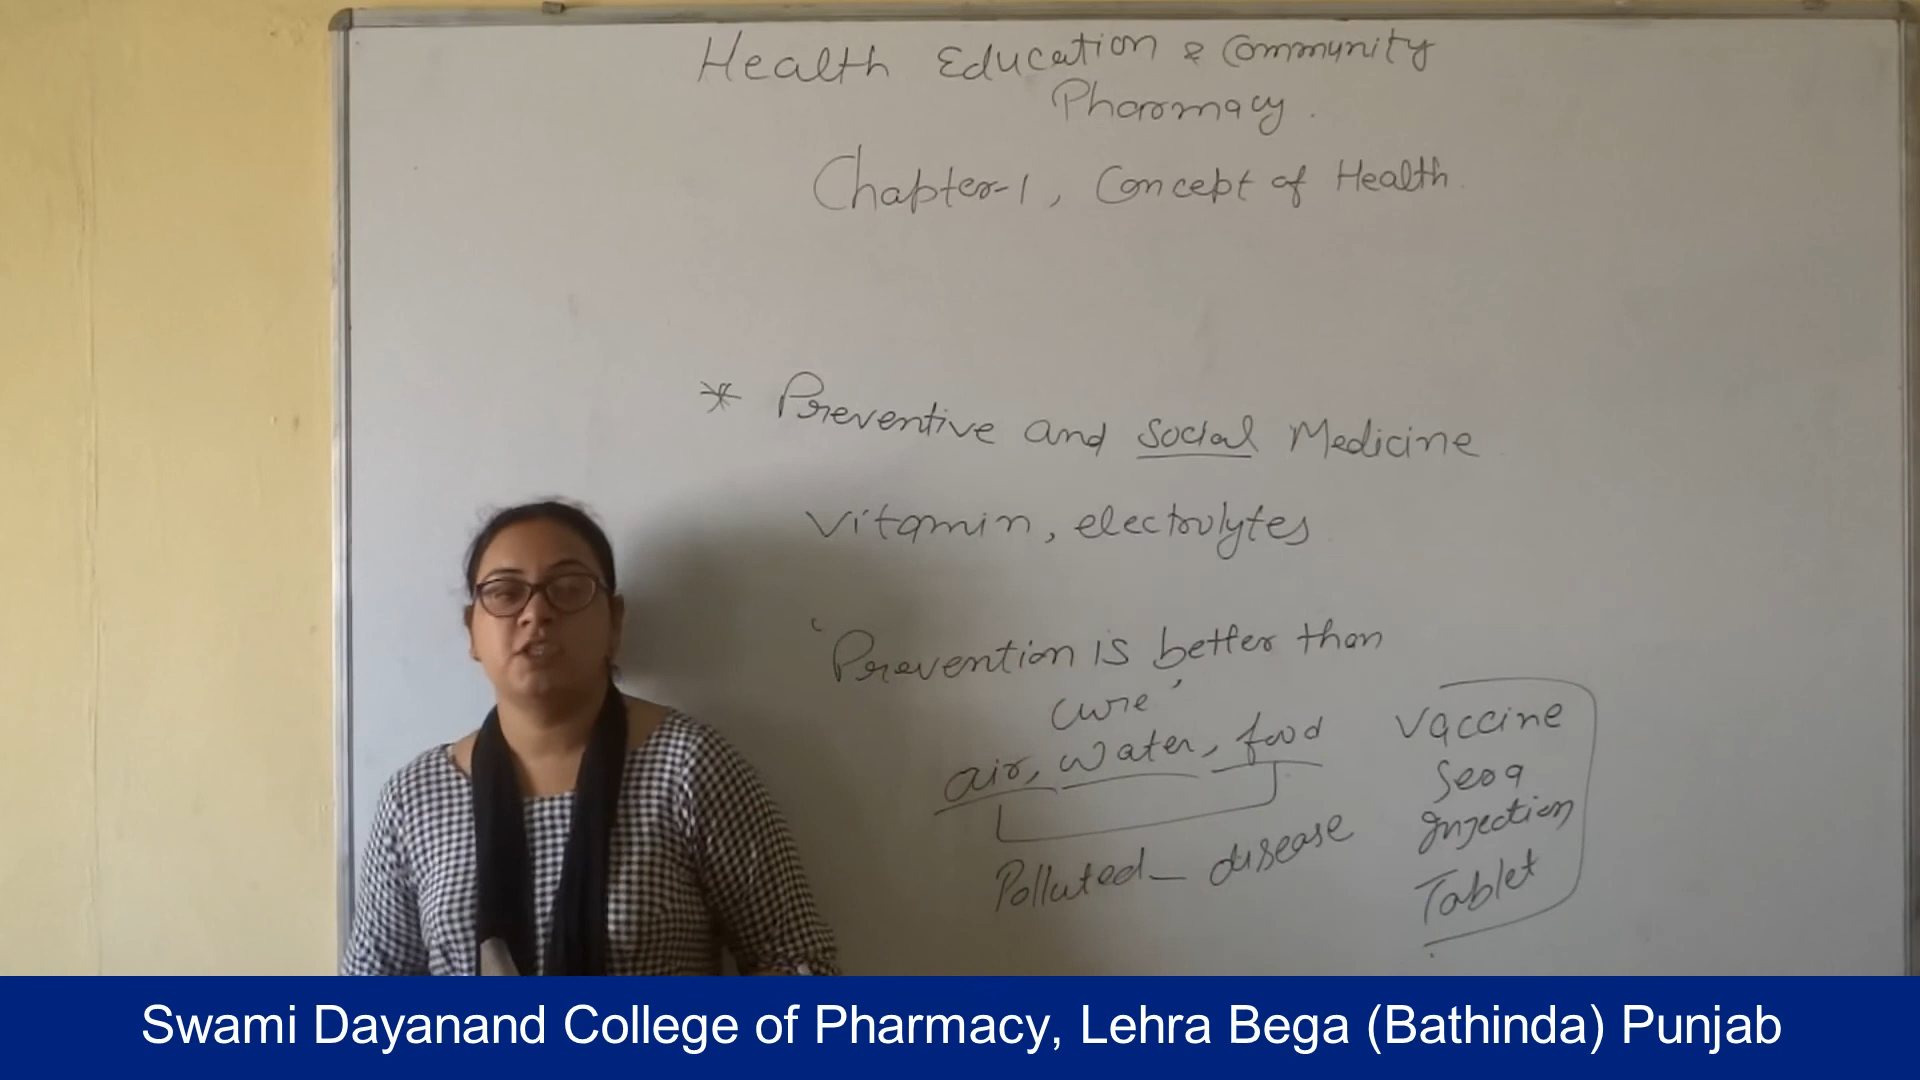 Health Education & Community
Pharmacy.
Chapter-1, Concept of Health
* Preventive and Social Medicine
Vitamin, electrolytes
'Prevention is better than
cure'
air, water, food
Polluted - disease
Vaccine
Sera
Injection
Tablet
Swami Dayanand College of Pharmacy, Lehra Bega (Bathinda) Punjab